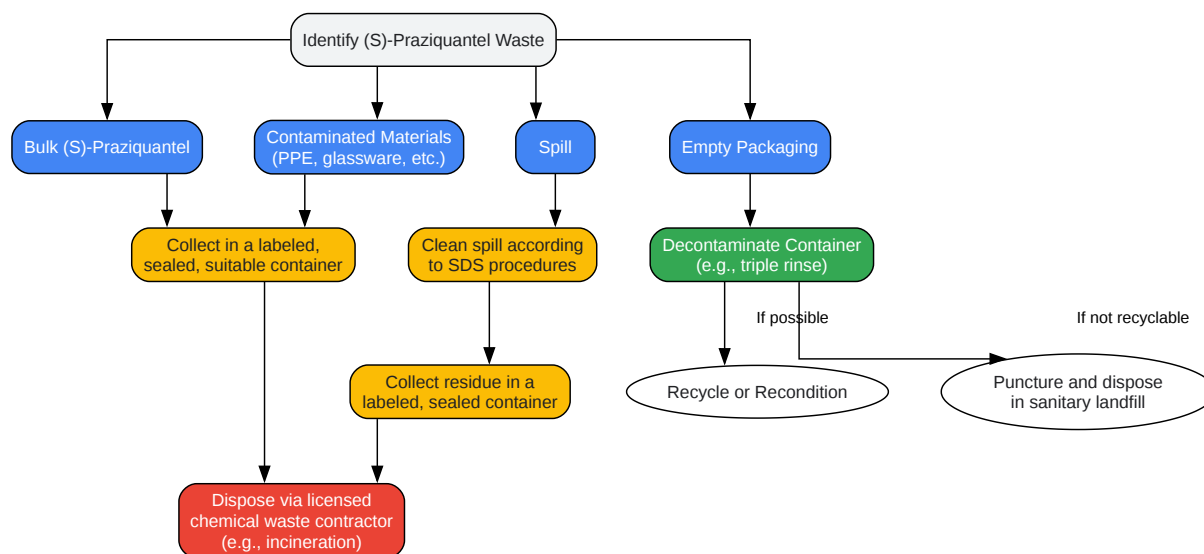 Identify (S)-Praziquantel Waste
Bulk (S)-Praziquantel
Contaminated Materials
(PPE, glassware, etc.)
Spill
Empty Packaging
Collect in a labeled,
sealed, suitable container
Clean spill according
to SDS procedures
Decontaminate Container
(e.g., triple rinse)
If possible
If not recyclable
Collect residue in a
labeled, sealed container
Recycle or Recondition
Puncture and dispose
in sanitary landfill
Dispose via licensed
chemical waste contractor
(e.g., incineration)